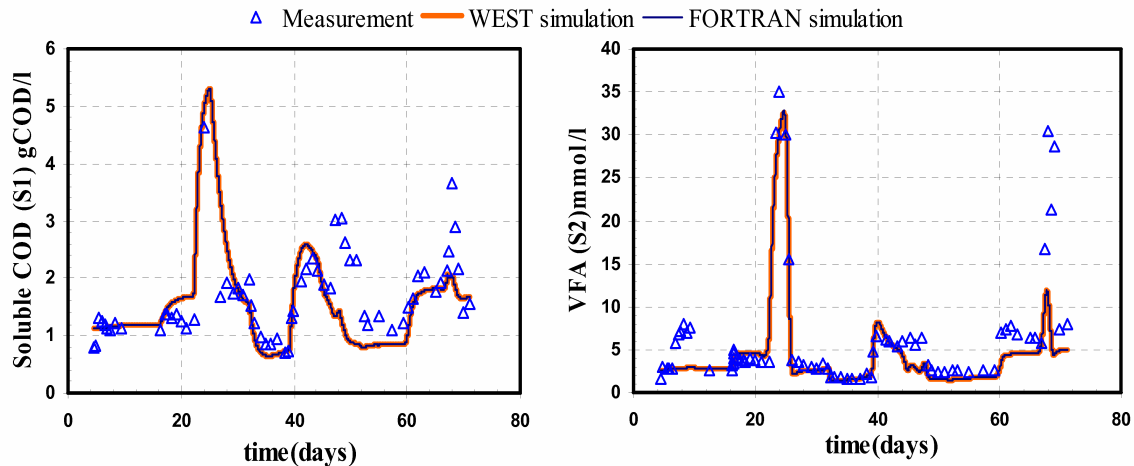 Measurement WEST simulation FORTRAN simulation
Soluble COD (S1) gCOD/l
6
5
4
3
2
1
0
0 20 40 60 80
time(days)
VFA (S2)mmol/l
40
35
30
25
20
15
10
5
0
0 20 40 60 80
time(days)